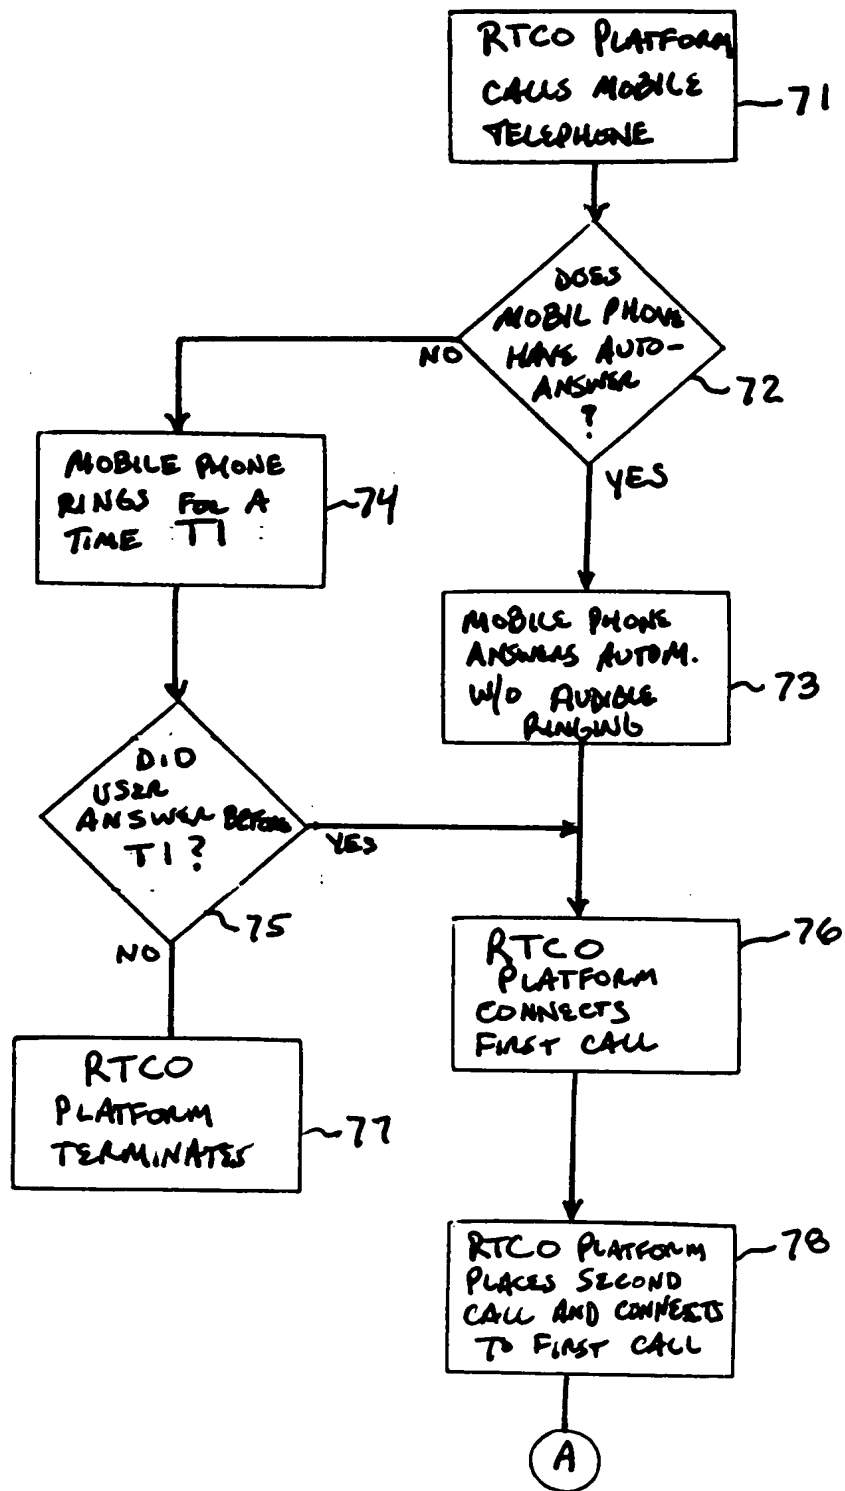 RTCO PLATFORM
CALLS MOBILE
TELEPHONE
71
DOES
MOBIL PHONE
HAVE AUTO-
ANSWER
?
72
NO
YES
MOBILE PHONE
RINGS FOR A
TIME T1
74
MOBILE PHONE
ANSWERS AUTOM.
W/O AUDIBLE
RINGING
73
DID
USER
ANSWER BEFORE
T1?
75
YES
NO
RTCO
PLATFORM
CONNECTS
FIRST CALL
76
RTCO
PLATFORM
TERMINATES
77
RTCO PLATFORM
PLACES SECOND
CALL AND CONNECTS
TO FIRST CALL
78
A